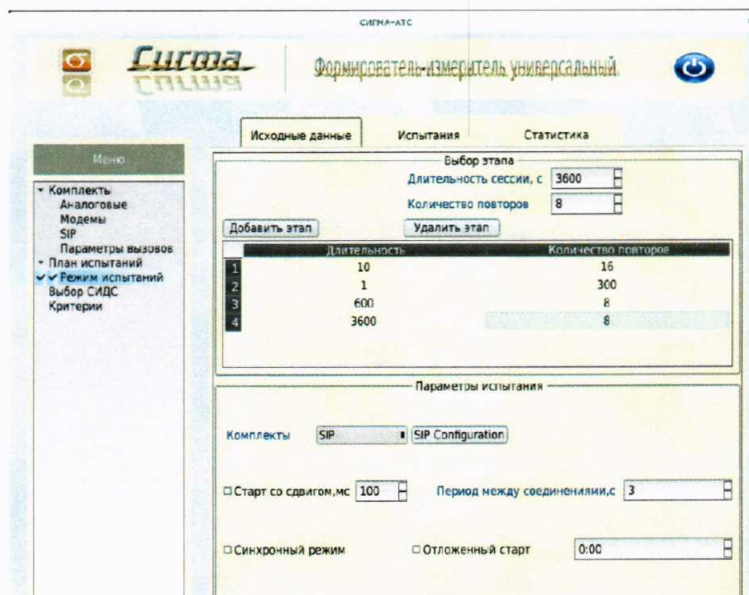 СИГМА-АТС
Сигма
Формирователь-измеритель универсальный
Исходные данные
Испытания
Статистика
Меню
Комплекты
Аналоговые
Модемы
SIP
Параметры вызовов
План испытаний
Режим испытаний
Выбор СИДС
Критерии
Выбор этапа
Длительность сессии, с 3600
Количество повторов 8
Добавить этап Удалить этап
Длительность Количество повторов
1 10 16
2 1 300
3 600 8
4 3600 8
Параметры испытания
Комплекты SIP SIP Configuration
Старт со сдвигом,мс 100 Период между соединениями,с 3
Синхронный режим Отложенный старт 0:00